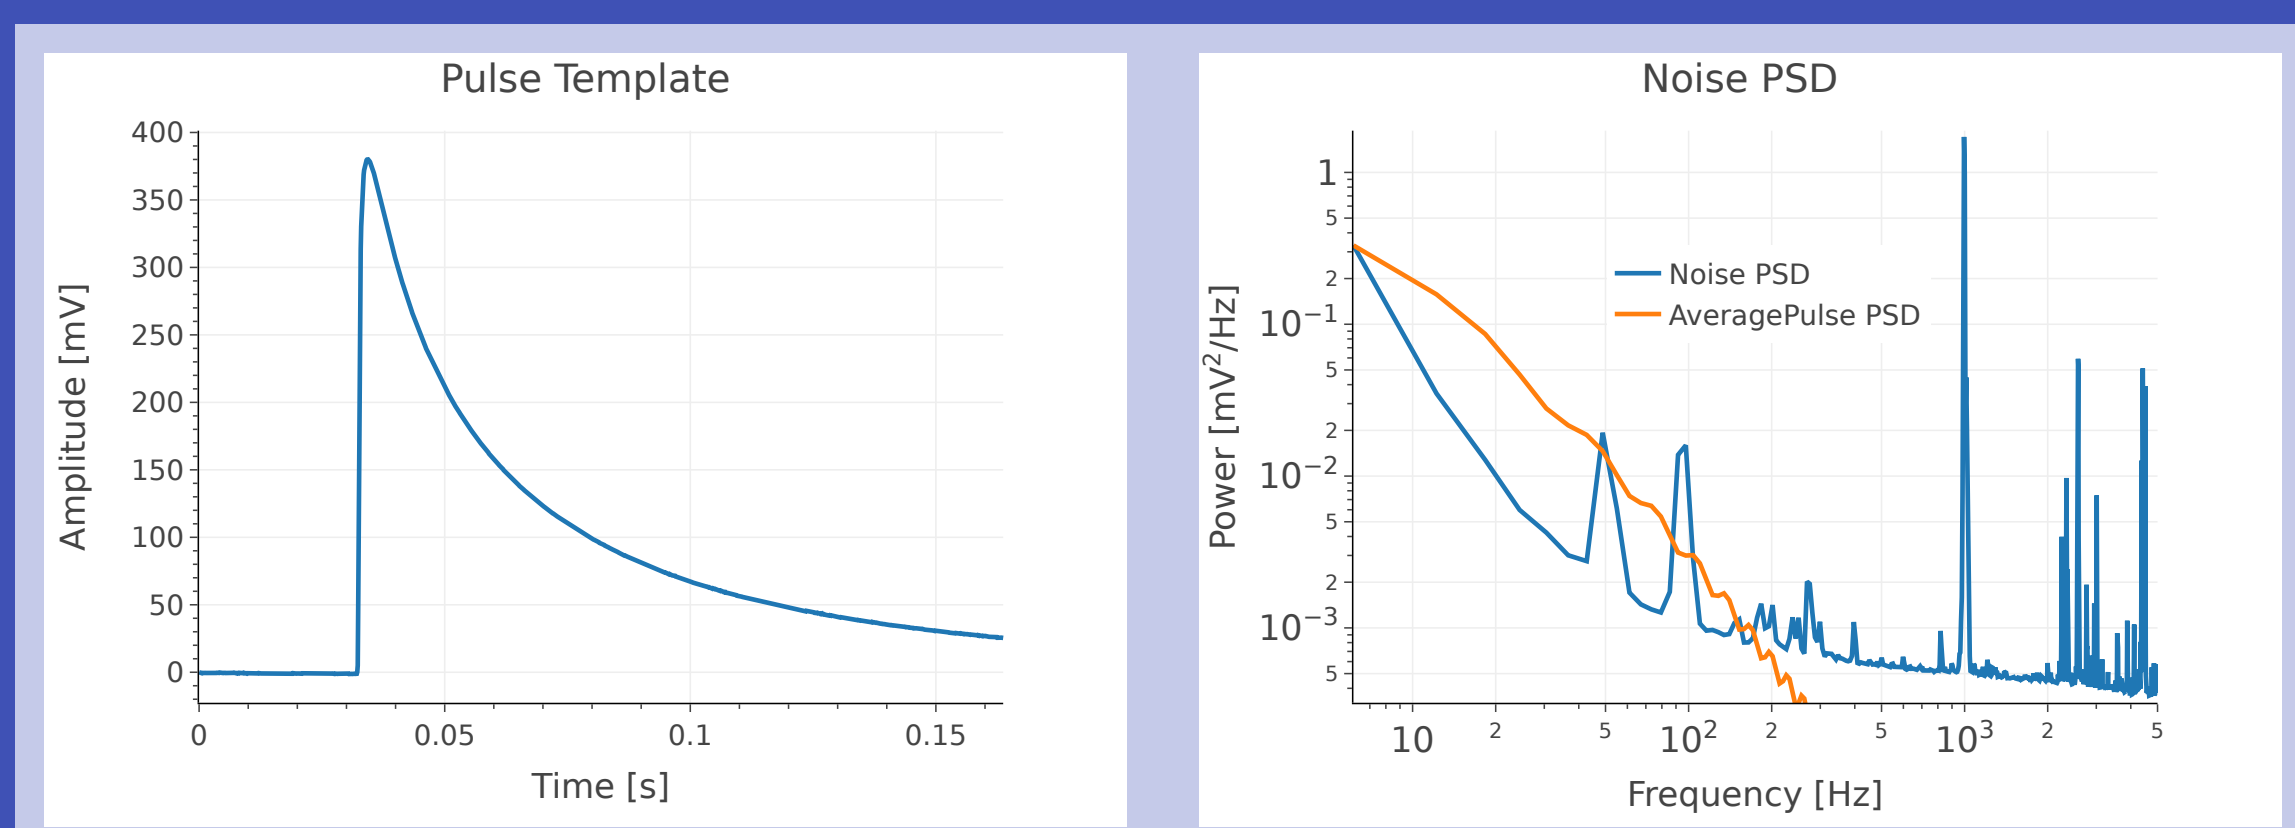 Pulse Template
400
350
300
250
200
150
100
50
0
Amplitude [mV]
0 0.05 0.1 0.15
Time [s]
Noise PSD
1
5
2
10⁻¹
5
2
10⁻²
5
2
10⁻³
5
Power [mV²/Hz]
Noise PSD
AveragePulse PSD
10 2 5 10² 2 5 10³ 2 5
Frequency [Hz]